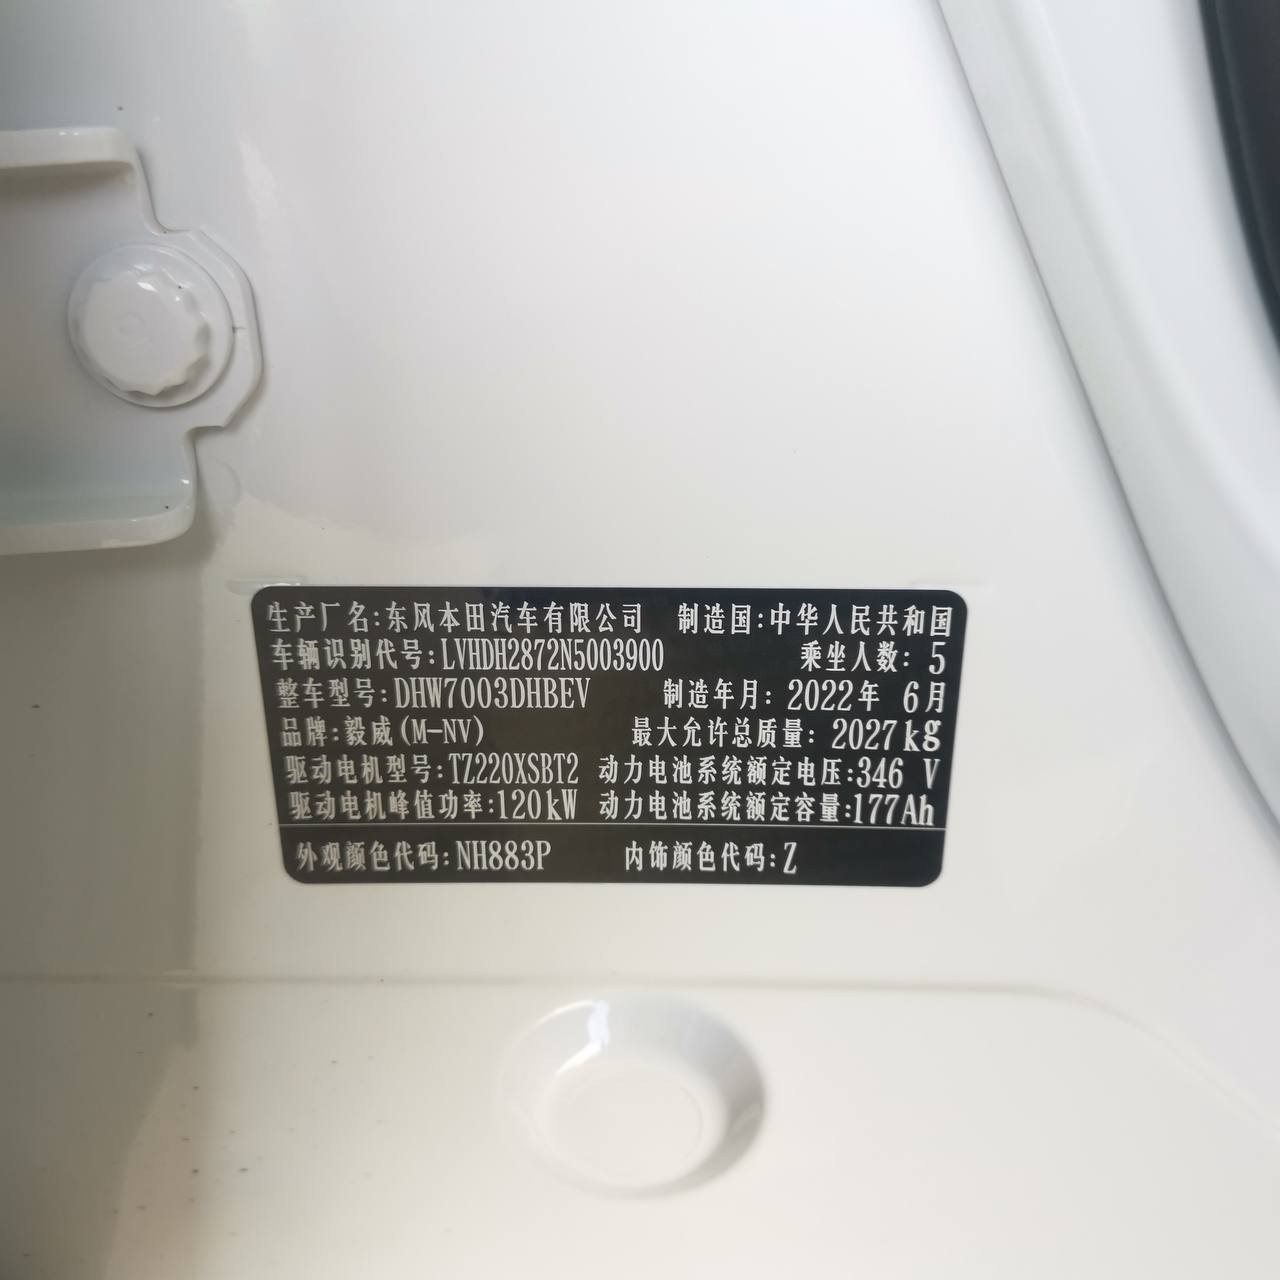 生产厂名:东风本田汽车有限公司 制造国:中华人民共和国
车辆识别代号:LVHDH2872N5003900 乘坐人数: 5
整车型号:DHW7003DHBEV 制造年月: 2022年 6月
品牌:毅威(M-NV) 最大允许总质量: 2027kg
驱动电机型号:TZ220XSBT2 动力电池系统额定电压:346 V
驱动电机峰值功率:120kW 动力电池系统额定容量:177Ah
外观颜色代码:NH883P 内饰颜色代码:Z